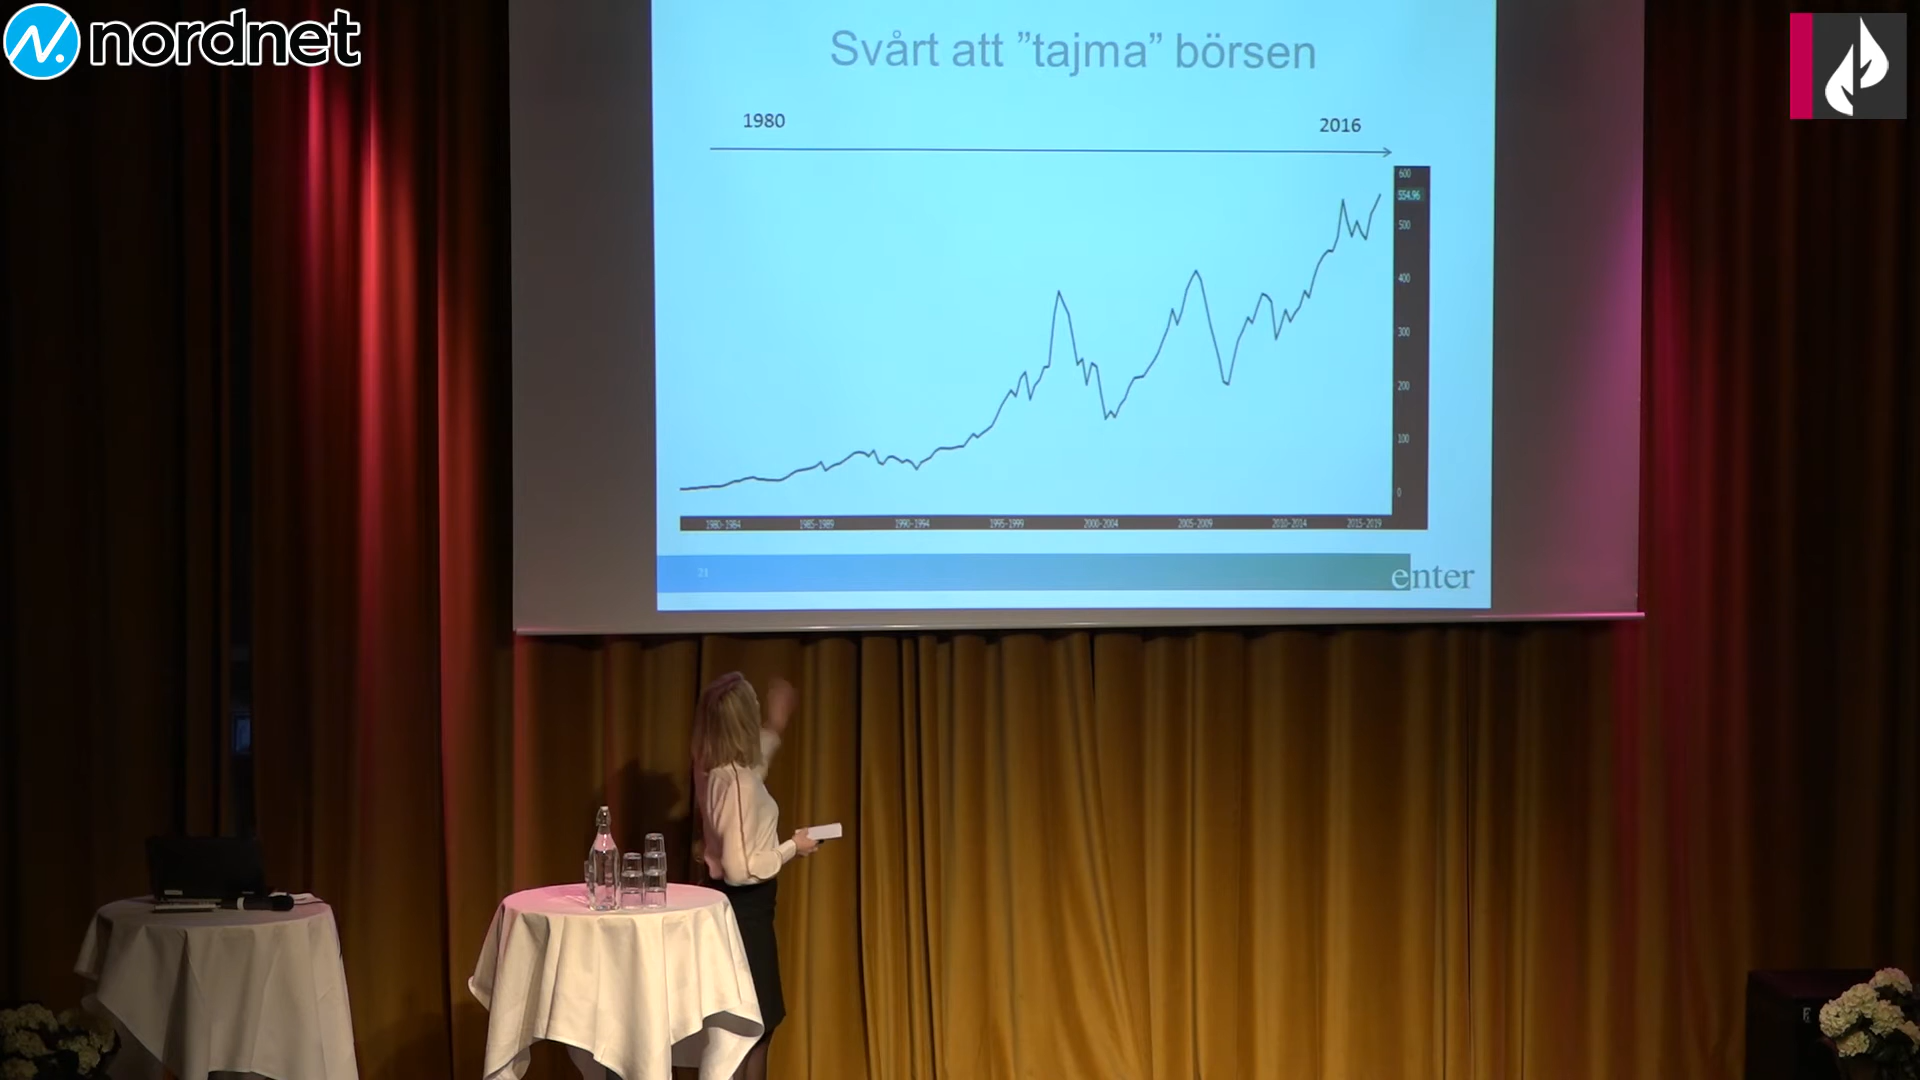 nordnet
Svårt att ”tajma” börsen
1980
2016
600
554.96
500
400
300
200
100
0
1980-1984 1985-1989 1990-1994 1995-1999 2000-2004 2005-2009 2010-2014 2015-2019
21
enter